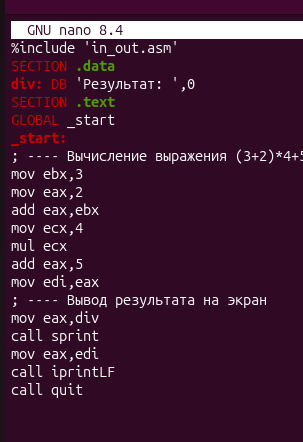 GNU nano 8.4
%include 'in_out.asm'
SECTION .data
div: DB 'Результат: ',0
SECTION .text
GLOBAL _start
_start:
; ---- Вычисление выражения (3+2)*4+5
mov ebx,3
mov eax,2
add eax,ebx
mov ecx,4
mul ecx
add eax,5
mov edi,eax
; ---- Вывод результата на экран
mov eax,div
call sprint
mov eax,edi
call iprintLF
call quit